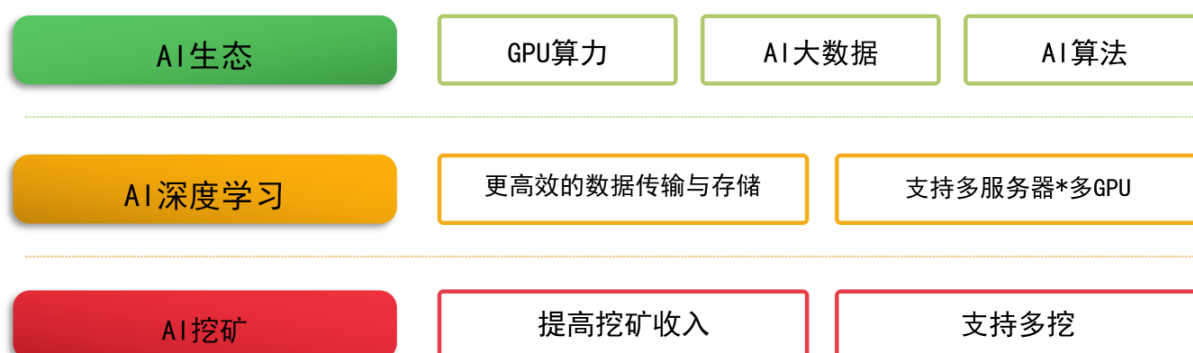 AI生态
GPU算力
AI大数据
AI算法
AI深度学习
更高效的数据传输与存储
支持多服务器*多GPU
AI挖矿
提高挖矿收入
支持多挖